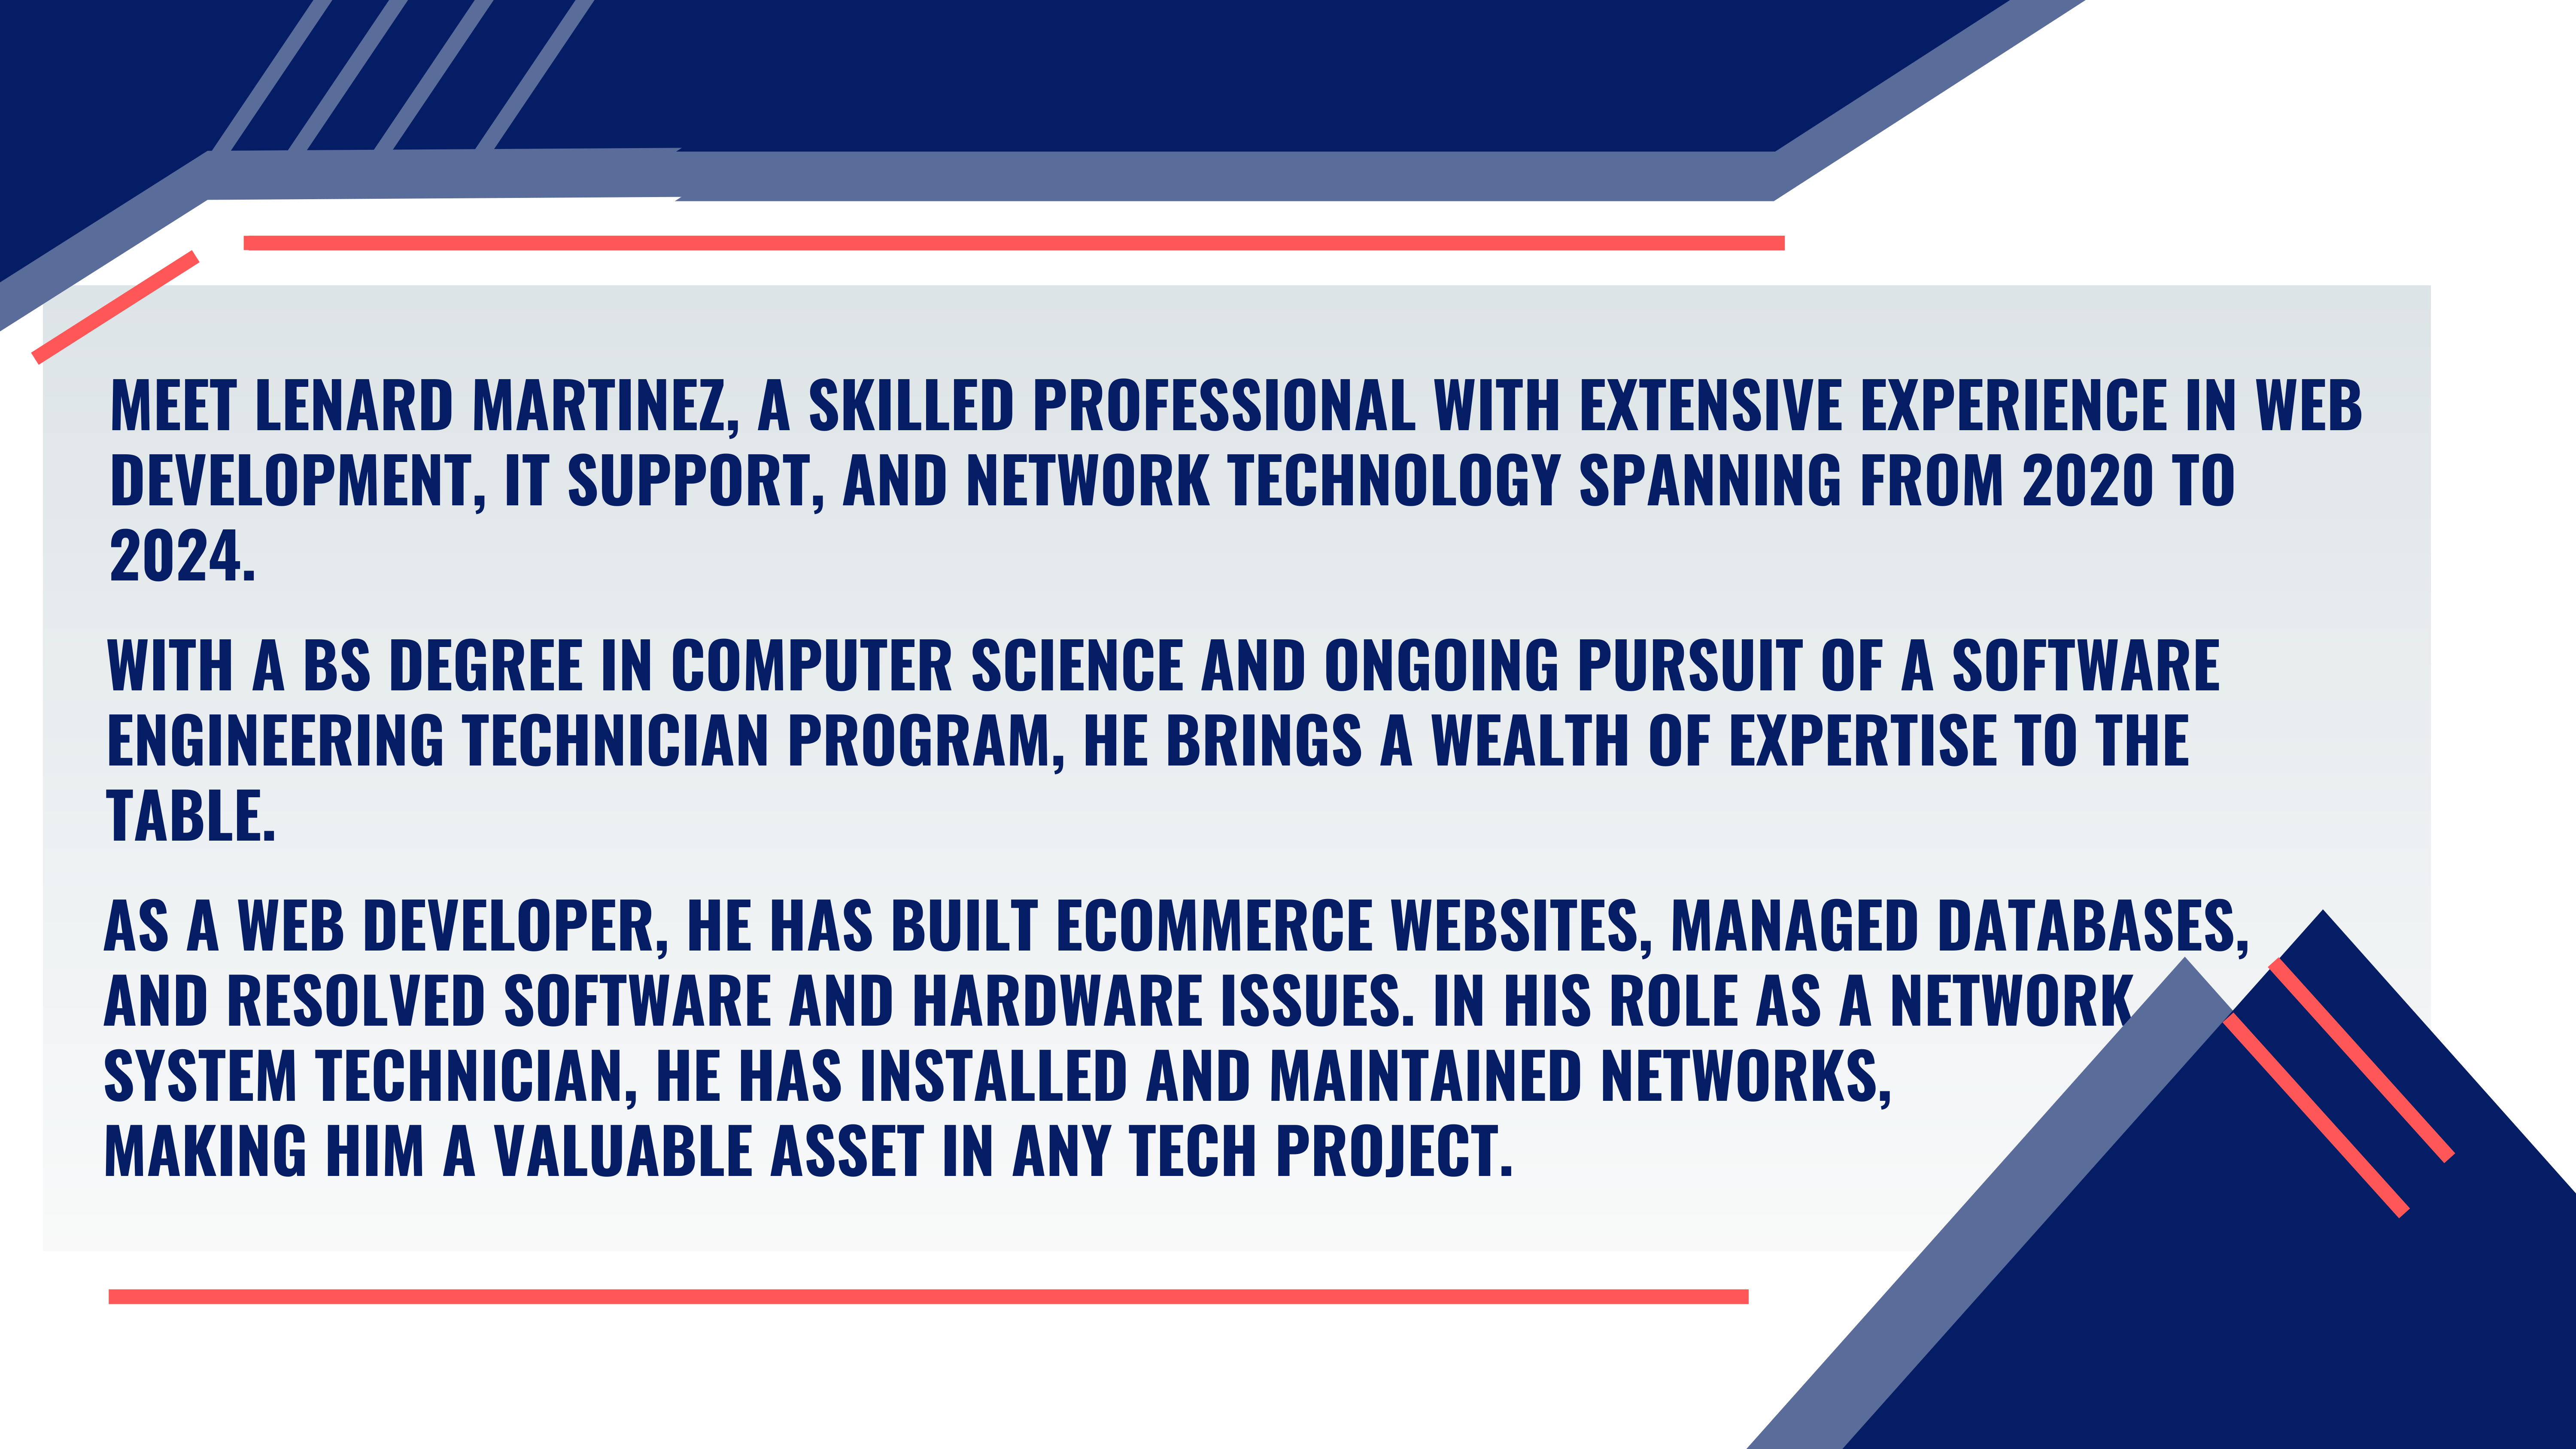 MEET LENARD MARTINEZ, A SKILLED PROFESSIONAL WITH EXTENSIVE EXPERIENCE IN WEB
DEVELOPMENT, IT SUPPORT, AND NETWORK TECHNOLOGY SPANNING FROM 2020 TO
2024.
WITH A BS DEGREE IN COMPUTER SCIENCE AND ONGOING PURSUIT OF A SOFTWARE
ENGINEERING TECHNICIAN PROGRAM, HE BRINGS A WEALTH OF EXPERTISE TO THE
TABLE.
AS A WEB DEVELOPER, HE HAS BUILT ECOMMERCE WEBSITES, MANAGED DATABASES,
AND RESOLVED SOFTWARE AND HARDWARE ISSUES. IN HIS ROLE AS A NETWORK
SYSTEM TECHNICIAN, HE HAS INSTALLED AND MAINTAINED NETWORKS,
MAKING HIM A VALUABLE ASSET IN ANY TECH PROJECT.